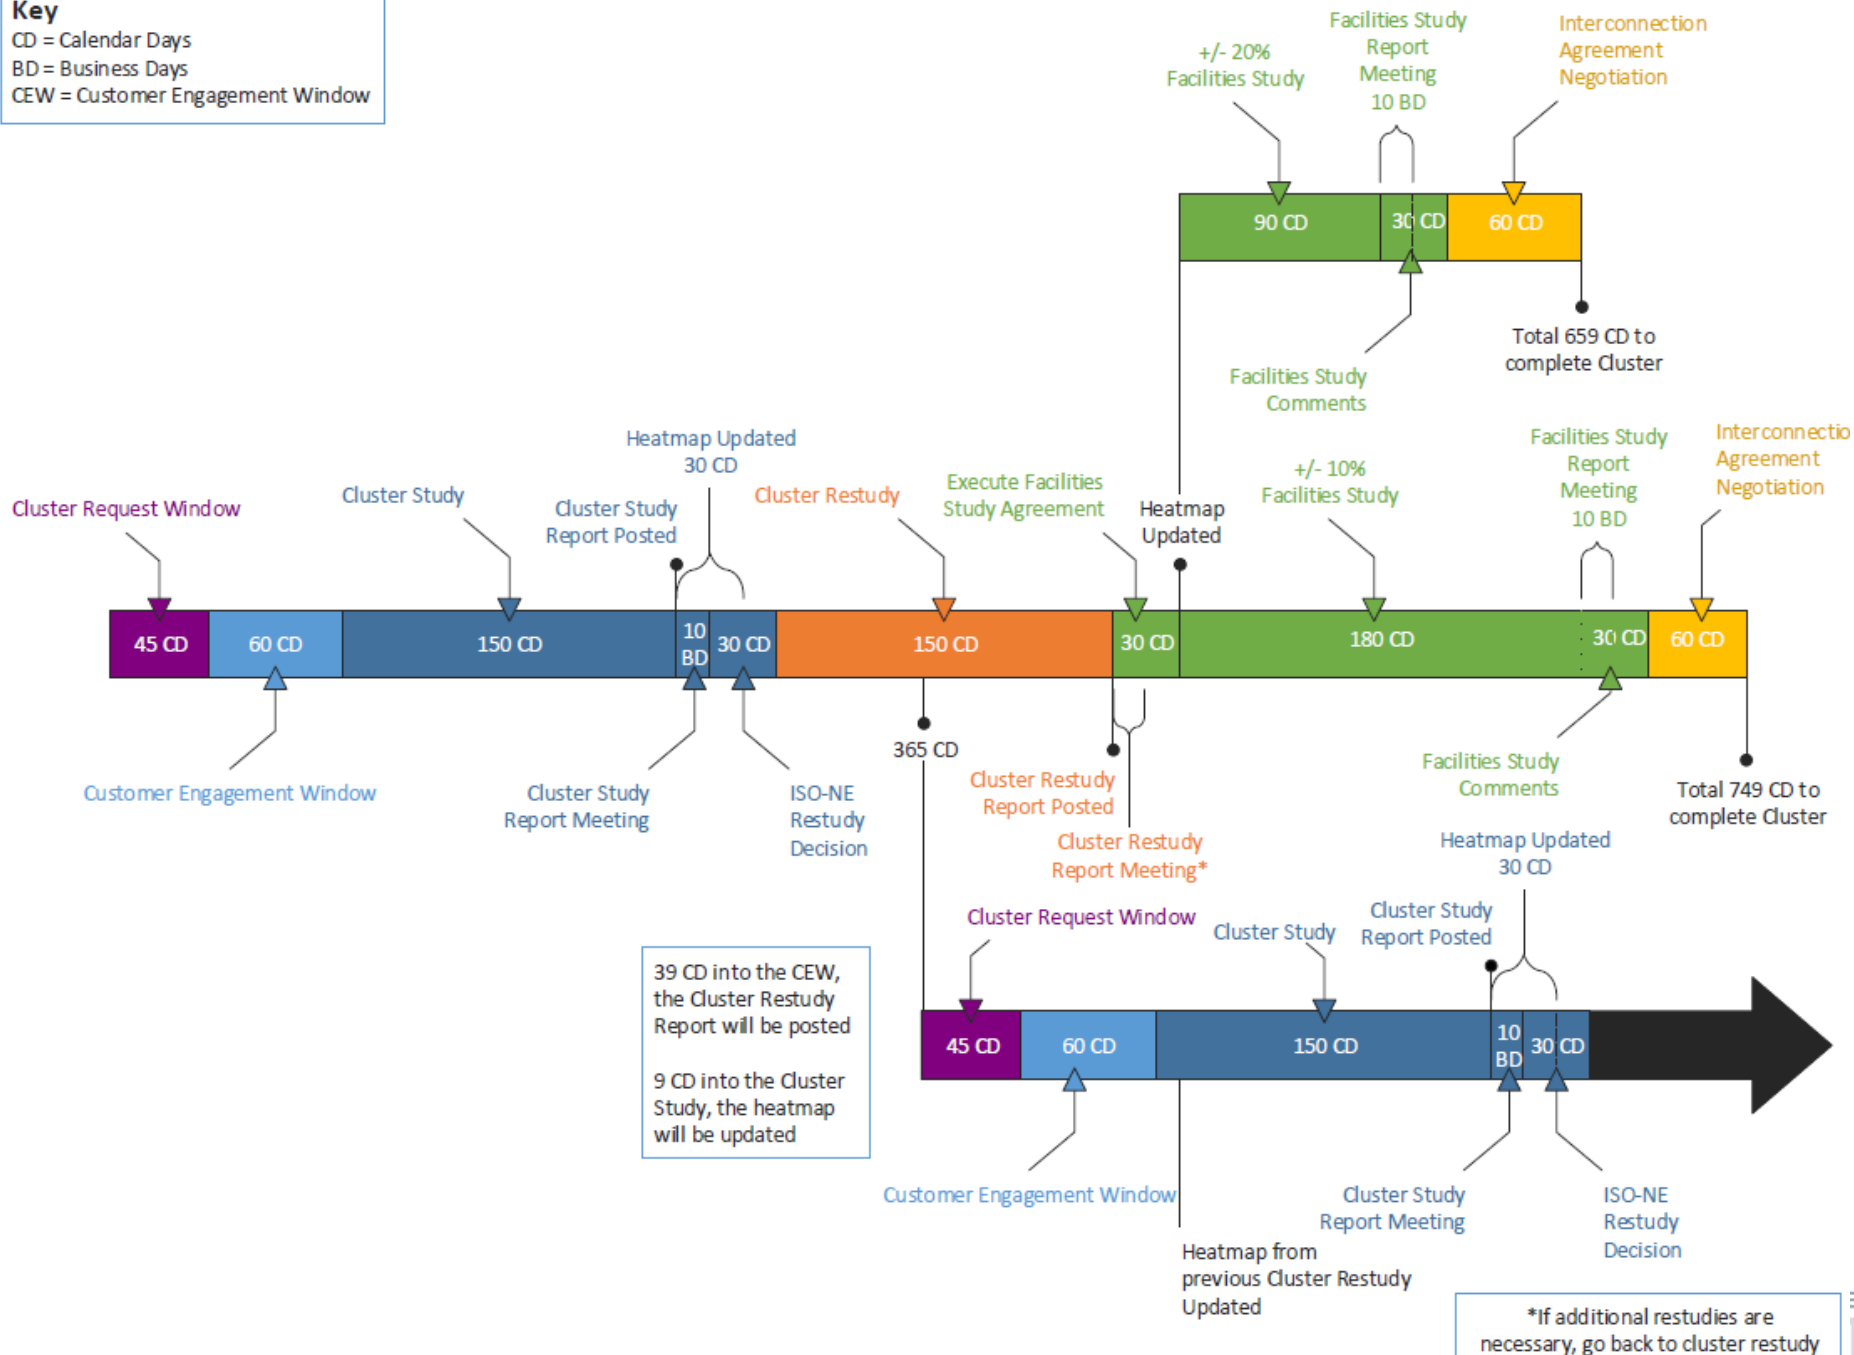 Key
CD = Calendar Days
BD = Business Days
CEW = Customer Engagement Window
+/- 20%
Facilities Study
Facilities Study
Report
Meeting
10 BD
Interconnection
Agreement
Negotiation
90 CD
30 CD
60 CD
Total 659 CD to
complete Cluster
Facilities Study
Comments
Cluster Request Window
Cluster Study
Cluster Study
Report Posted
Heatmap Updated
30 CD
Cluster Restudy
Execute Facilities
Study Agreement
Heatmap
Updated
+/- 10%
Facilities Study
Facilities Study
Report
Meeting
10 BD
Interconnectio
Agreement
Negotiation
45 CD
60 CD
150 CD
10
BD
30 CD
150 CD
30 CD
180 CD
30 CD
60 CD
Customer Engagement Window
Cluster Study
Report Meeting
ISO-NE
Restudy
Decision
365 CD
Cluster Restudy
Report Posted
Cluster Restudy
Report Meeting*
Facilities Study
Comments
Total 749 CD to
complete Cluster
Cluster Request Window
Cluster Study
Cluster Study
Report Posted
Heatmap Updated
30 CD
39 CD into the CEW,
the Cluster Restudy
Report will be posted
9 CD into the Cluster
Study, the heatmap
will be updated
45 CD
60 CD
150 CD
10
BD
30 CD
Customer Engagement Window
Cluster Study
Report Meeting
ISO-NE
Restudy
Decision
Heatmap from
previous Cluster Restudy
Updated
*If additional restudies are
necessary, go back to cluster restudy